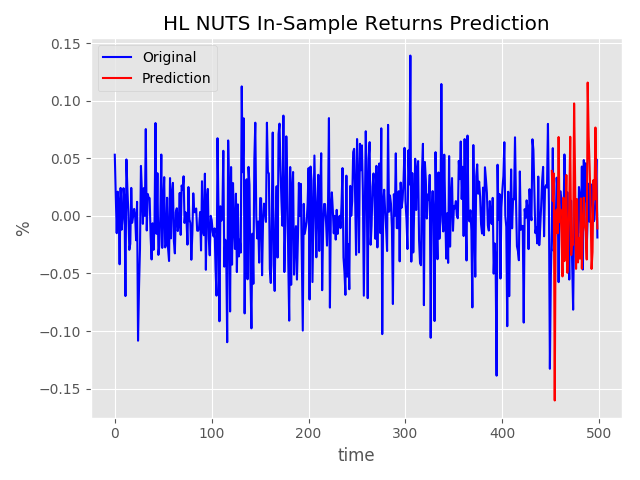 HL NUTS In-Sample Returns Prediction
Original
Prediction
0.15
0.10
0.05
0.00
−0.05
−0.10
−0.15
%
0 100 200 300 400 500
time